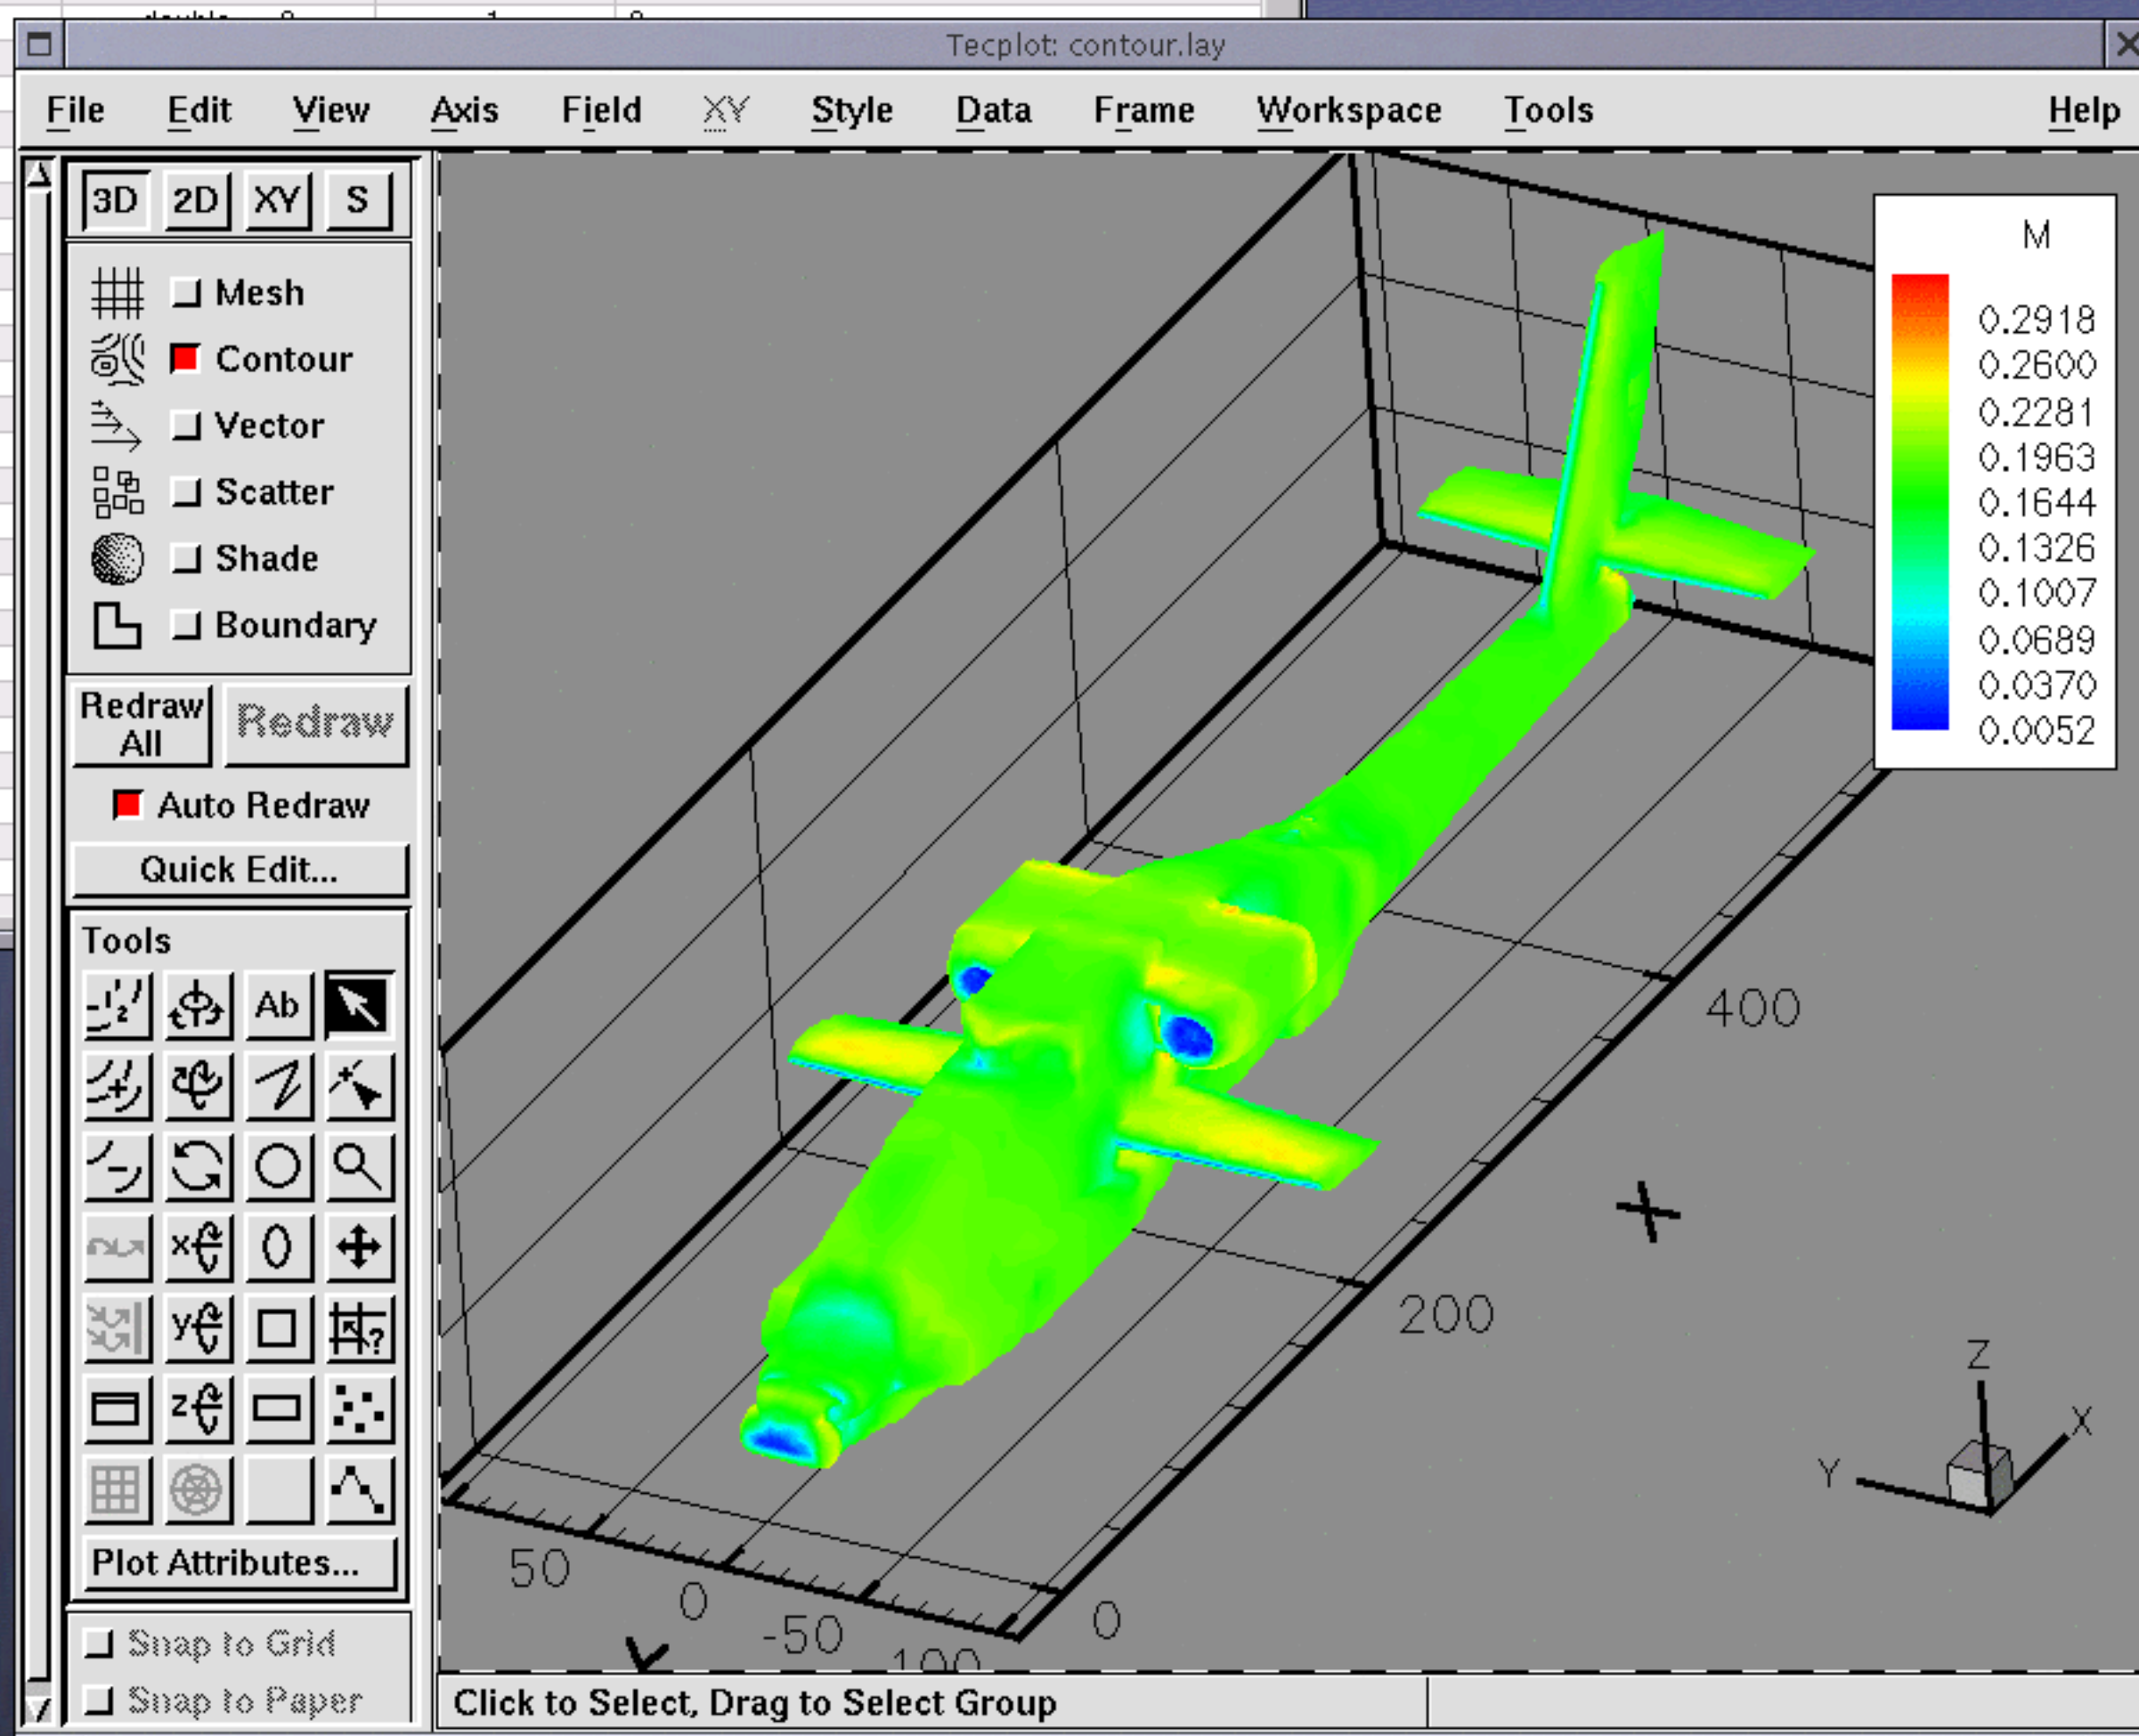 Tecplot: contour.lay
File Edit View Axis Field XY Style Data Frame Workspace Tools Help
3D 2D XY S
Mesh
Contour
Vector
Scatter
Shade
Boundary
Redraw All
Redraw
Auto Redraw
Quick Edit...
Tools
Ab
X
Y
Z
Plot Attributes...
Snap to Grid
Snap to Paper
M
0.2918
0.2600
0.2281
0.1963
0.1644
0.1326
0.1007
0.0689
0.0370
0.0052
400
200
0
X
50
0
-50
Z
X
Y
Click to Select, Drag to Select Group